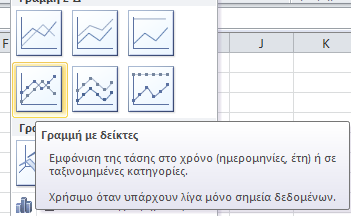 Γραμμή 2-Δ
F J K
Γρα
Γραμμή με δείκτες
Εμφάνιση της τάσης στο χρόνο (ημερομηνίες, έτη) ή σε
ταξινομημένες κατηγορίες.
Χρήσιμο όταν υπάρχουν λίγα μόνο σημεία δεδομένων.